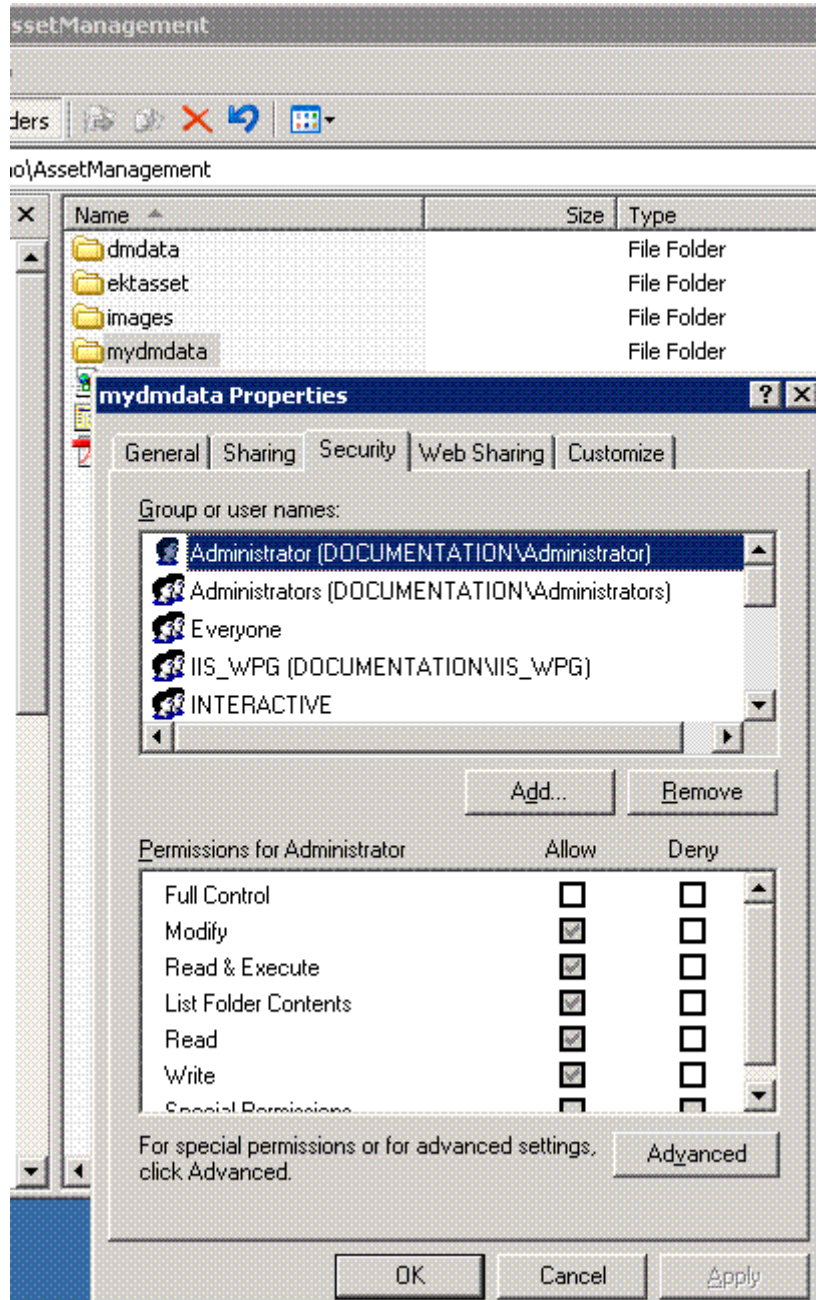 ssetManagement
ders
o\AssetManagement
Name Size Type
dmdata File Folder
ektasset File Folder
images File Folder
mydmdata File Folder
mydmdata Properties
General Sharing Security Web Sharing Customize
Group or user names:
Administrator (DOCUMENTATION\Administrator)
Administrators (DOCUMENTATION\Administrators)
Everyone
IIS_WPG (DOCUMENTATION\IIS_WPG)
INTERACTIVE
Add... Remove
Permissions for Administrator Allow Deny
Full Control
Modify
Read & Execute
List Folder Contents
Read
Write
Special Permissions
For special permissions or for advanced settings,
click Advanced.
Advanced
OK Cancel Apply